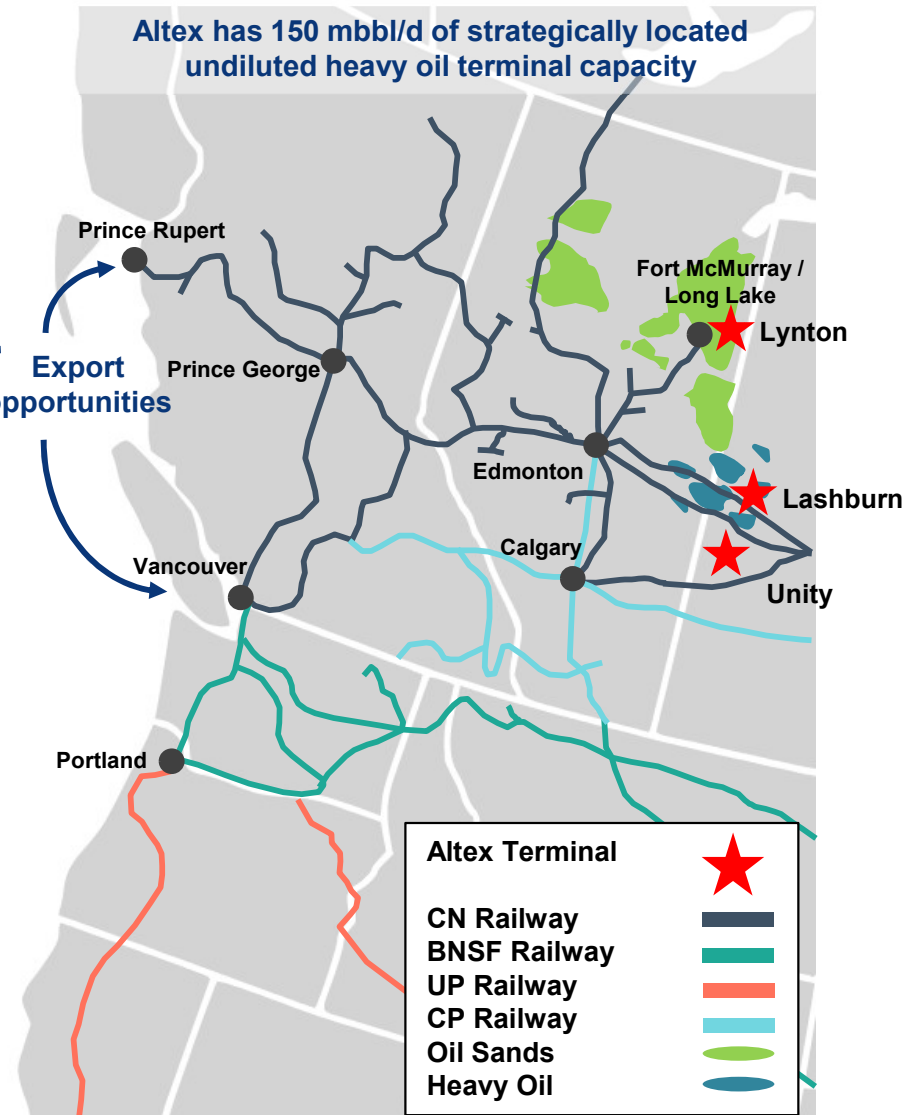 Altex has 150 mbbl/d of strategically located
undiluted heavy oil terminal capacity
Prince Rupert
Fort McMurray /
Long Lake
Lynton
Export
opportunities
Prince George
Edmonton
Lashburn
Calgary
Vancouver
Unity
Portland
Altex Terminal
CN Railway
BNSF Railway
UP Railway
CP Railway
Oil Sands
Heavy Oil